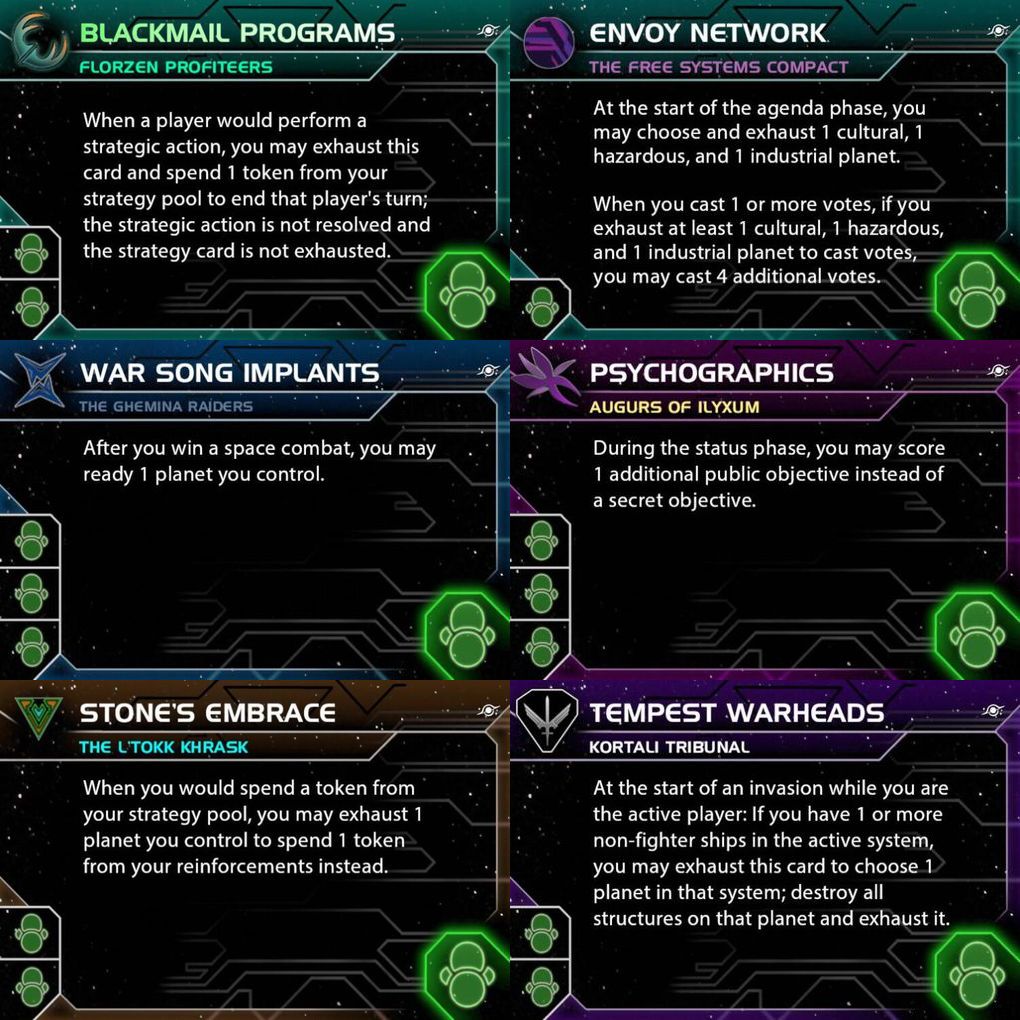 BLACKMAIL PROGRAMS
FLORZEN PROFITEERS
When a player would perform a
strategic action, you may exhaust this
card and spend 1 token from your
strategy pool to end that player's turn;
the strategic action is not resolved and
the strategy card is not exhausted.
ENVOY NETWORK
THE FREE SYSTEMS COMPACT
At the start of the agenda phase, you
may choose and exhaust 1 cultural, 1
hazardous, and 1 industrial planet.
When you cast 1 or more votes, if you
exhaust at least 1 cultural, 1 hazardous,
and 1 industrial planet to cast votes,
you may cast 4 additional votes.
WAR SONG IMPLANTS
THE GHEMINA RAIDERS
After you win a space combat, you may
ready 1 planet you control.
PSYCHOGRAPHICS
AUGURS OF ILYXUM
During the status phase, you may score
1 additional public objective instead of
a secret objective.
STONE'S EMBRACE
THE L'TOKK KHRASK
When you would spend a token from
your strategy pool, you may exhaust 1
planet you control to spend 1 token
from your reinforcements instead.
TEMPEST WARHEADS
KORTALI TRIBUNAL
At the start of an invasion while you are
the active player: If you have 1 or more
non-fighter ships in the active system,
you may exhaust this card to choose 1
planet in that system; destroy all
structures on that planet and exhaust it.